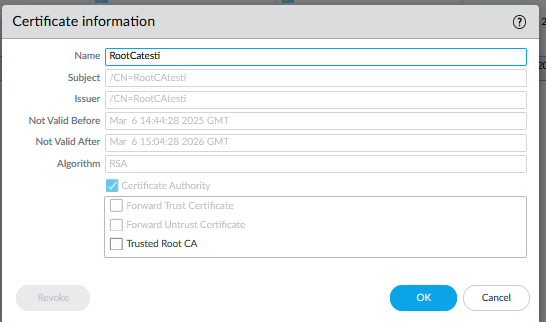 Certificate information
?
Name RootCatesti
Subject /CN=RootCAtesti
Issuer /CN=RootCAtesti
Not Valid Before Mar 6 14:44:28 2025 GMT
Not Valid After Mar 6 15:04:28 2026 GMT
Algorithm RSA
Certificate Authority
Forward Trust Certificate
Forward Untrust Certificate
Trusted Root CA
Revoke OK Cancel